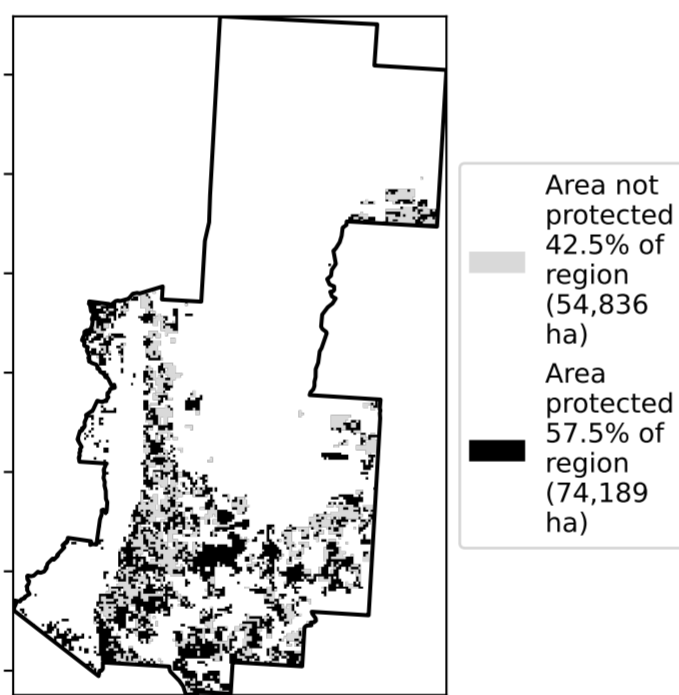 Area not
protected
42.5% of
region
(54,836
ha)
Area
protected
57.5% of
region
(74,189
ha)